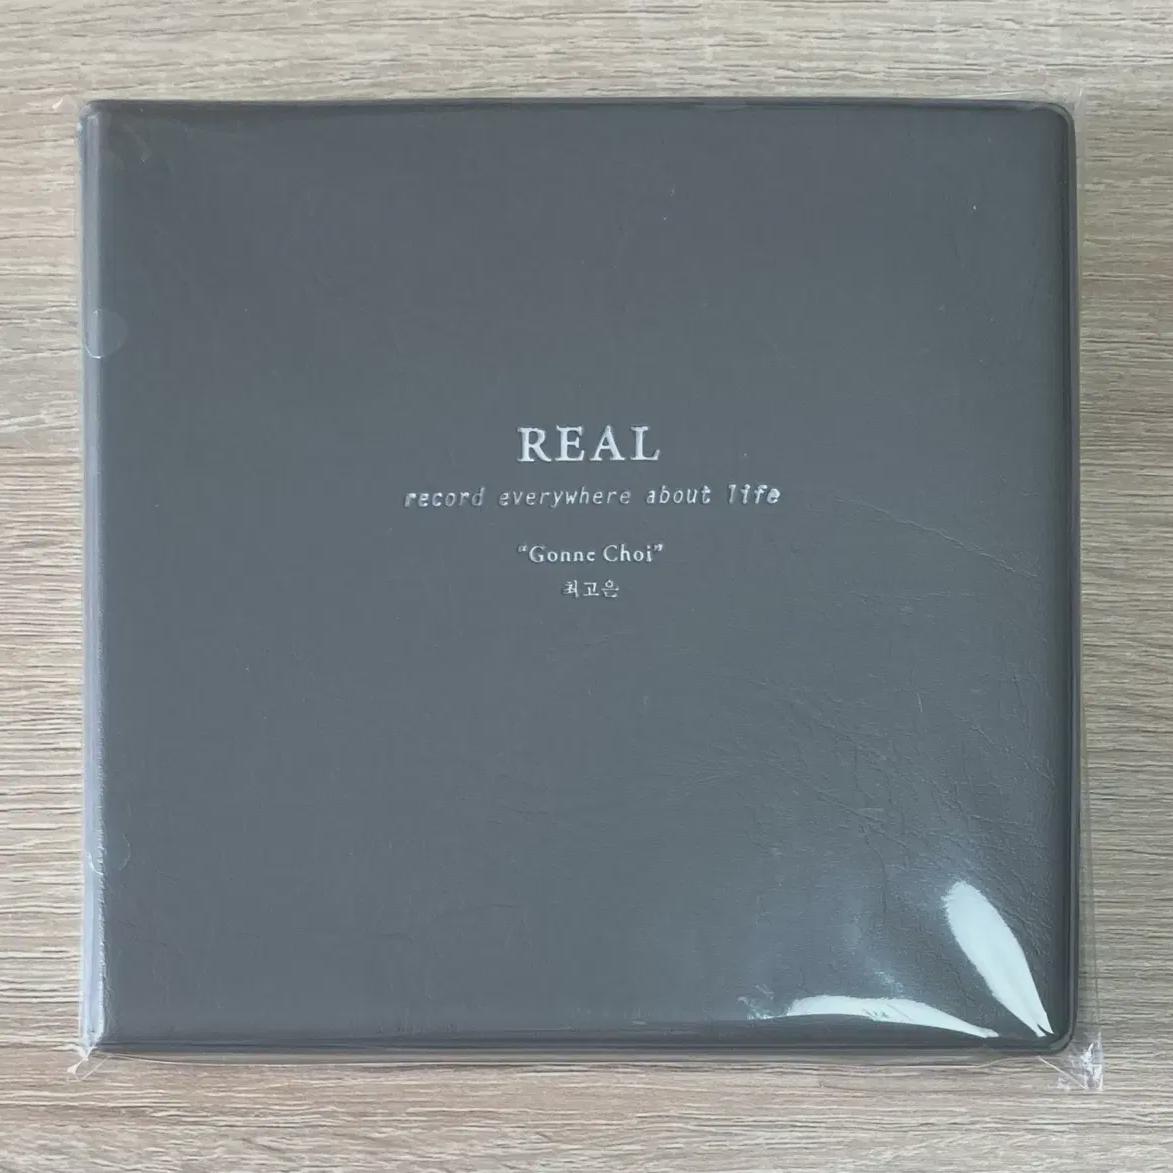 REAL
record everywhere about life
“Gonne Choi”
최고은